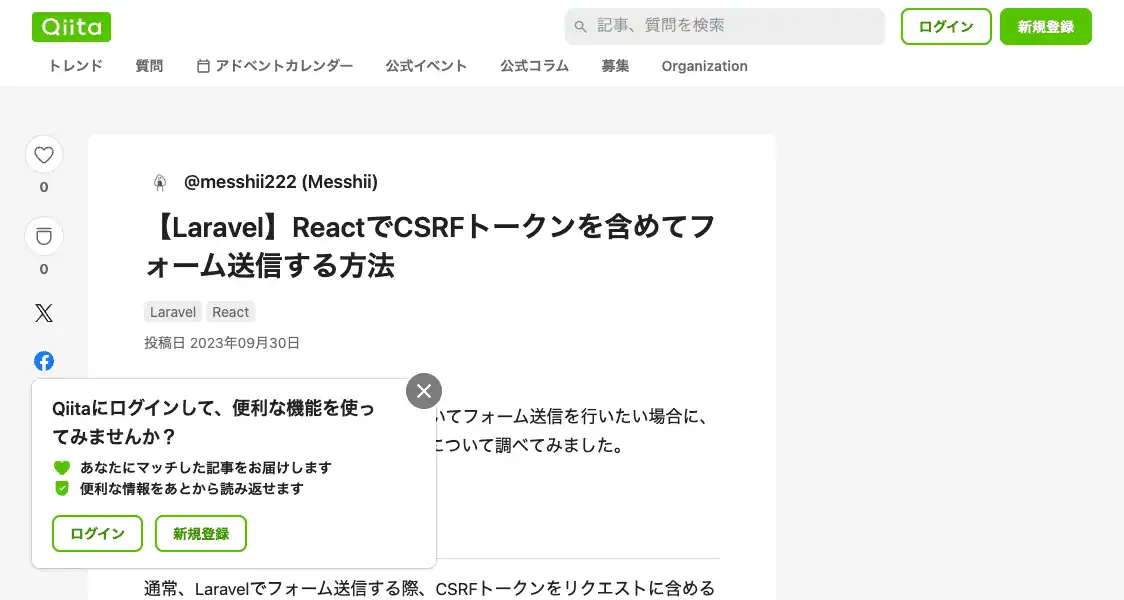 Qiita
記事、質問を検索
ログイン
新規登録
トレンド
質問
アドベントカレンダー
公式イベント
公式コラム
募集
Organization
0
0
@messhii222 (Messhii)
【Laravel】ReactでCSRFトークンを含めてフ
ォーム送信する方法
Laravel
React
投稿日 2023年09月30日
いてフォーム送信を行いたい場合に、
について調べてみました。
Qiitaにログインして、便利な機能を使っ
てみませんか？
あなたにマッチした記事をお届けします
便利な情報をあとから読み返せます
ログイン
新規登録
通常、Laravelでフォーム送信する際、CSRFトークンをリクエストに含める